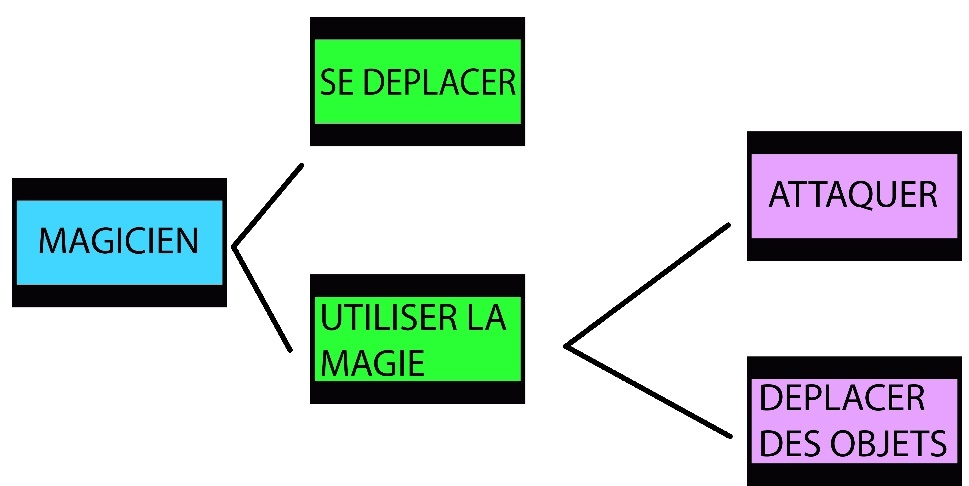 MAGICIEN
SE DEPLACER
UTILISER LA
MAGIE
ATTAQUER
DEPLACER
DES OBJETS